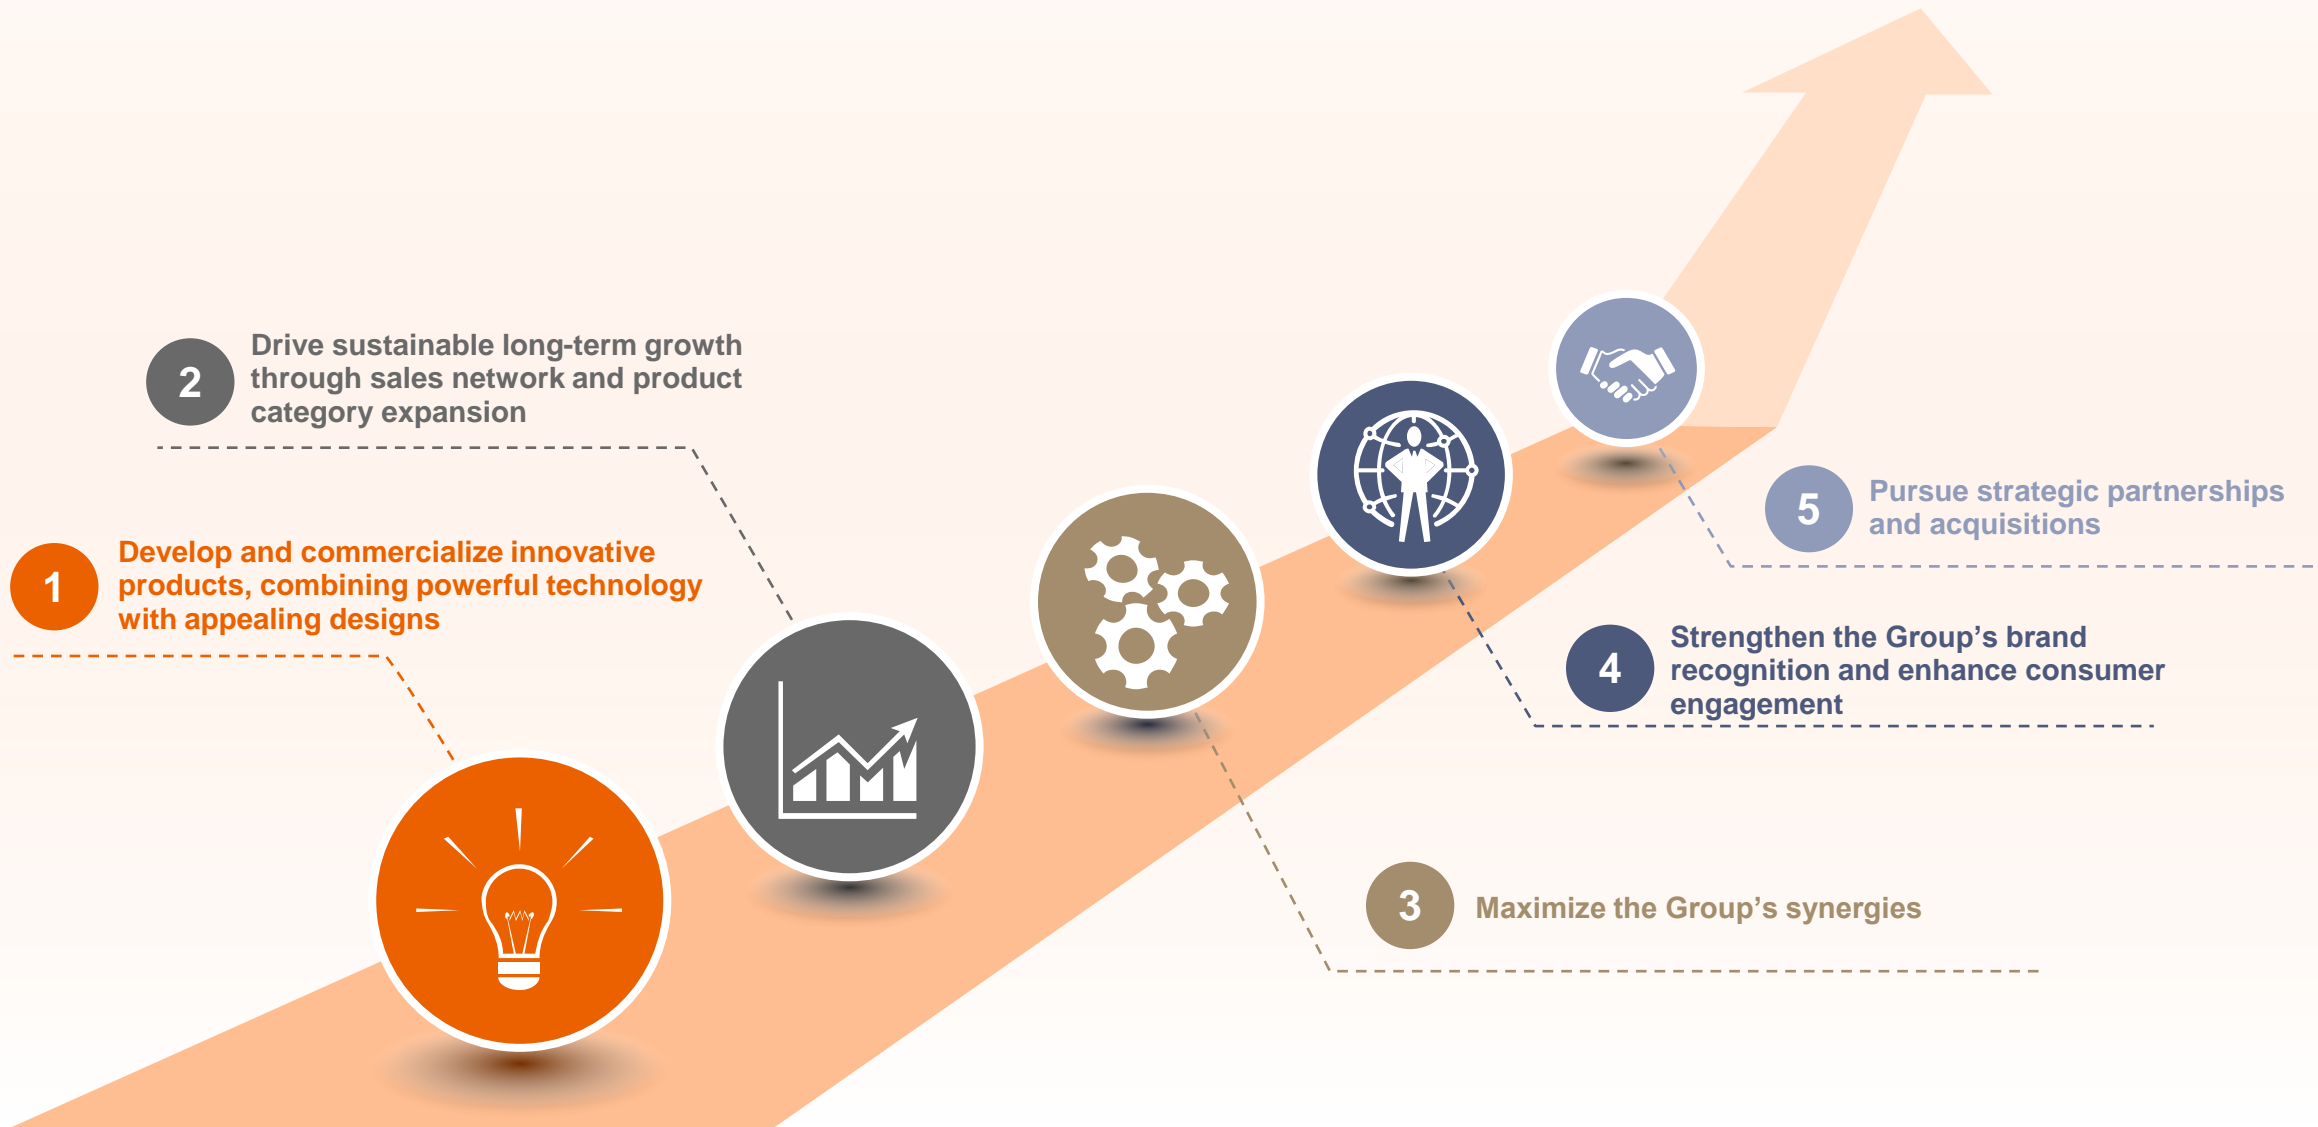 1
Develop and commercialize innovative
products, combining powerful technology
with appealing designs
2
Drive sustainable long-term growth
through sales network and product
category expansion
3
Maximize the Group’s synergies
4
Strengthen the Group’s brand
recognition and enhance consumer
engagement
5
Pursue strategic partnerships
and acquisitions